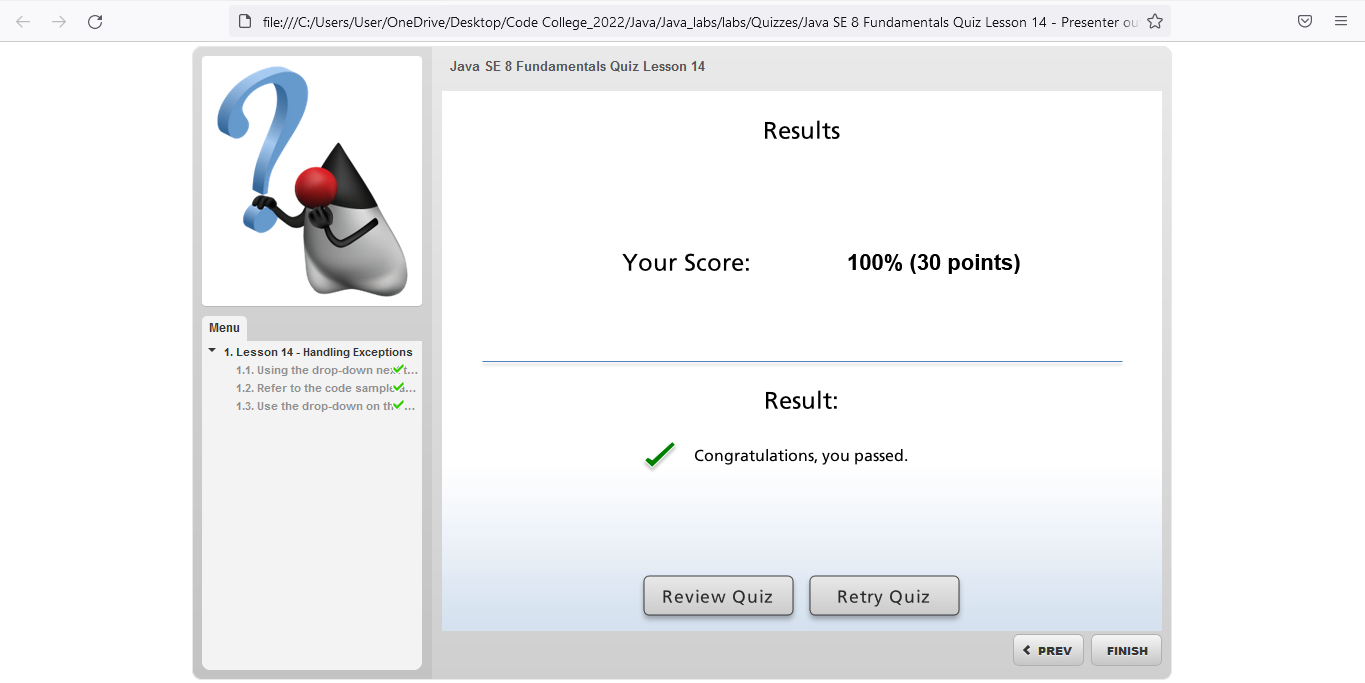 file:///C:/Users/User/OneDrive/Desktop/Code College_2022/Java/Java_labs/labs/Quizzes/Java SE 8 Fundamentals Quiz Lesson 14 - Presenter ou
Java SE 8 Fundamentals Quiz Lesson 14
Results
Your Score: 100% (30 points)
Result:
Congratulations, you passed.
Review Quiz Retry Quiz
PREV FINISH
Menu
1. Lesson 14 - Handling Exceptions
1.1. Using the drop-down next t...
1.2. Refer to the code sample a...
1.3. Use the drop-down on th...